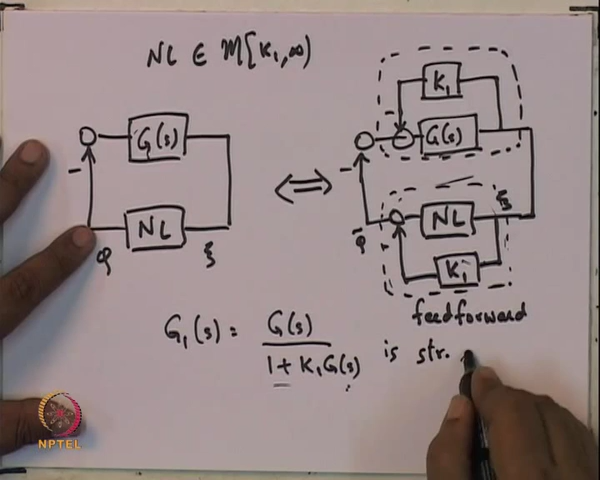 NL ∈ M[K₁, ∞)
K₁
G(s)
G(s)
-
-
NL
NL
φ
ξ
φ
ξ
K₁
feedforward
G₁(s) = G(s) / 1 + K₁G(s) is str.
NPTEL